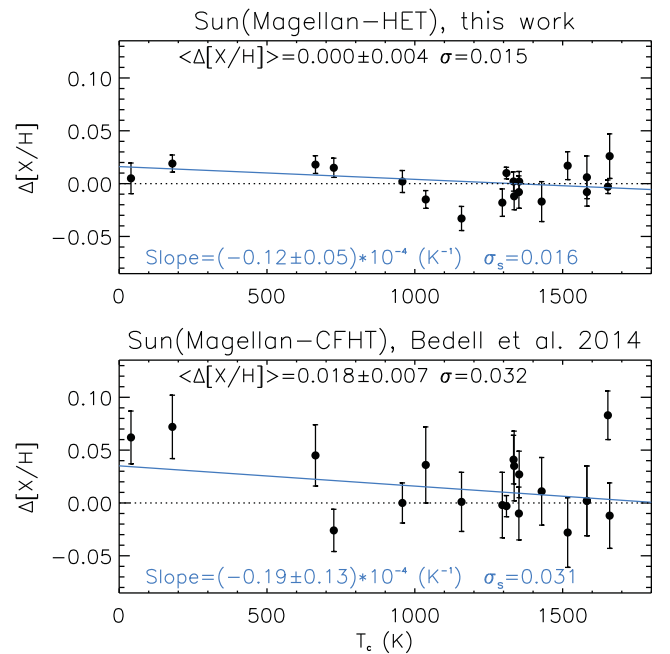 Sun(Magellan−HET), this work
<Δ[X/H]>=0.000±0.004 σ=0.015
Δ[X/H]
0.10
0.05
0.00
−0.05
Slope=(−0.12±0.05)*10⁻⁴ (K⁻¹) σₛ=0.016
0 500 1000 1500
Sun(Magellan−CFHT), Bedell et al. 2014
<Δ[X/H]>=0.018±0.007 σ=0.032
Δ[X/H]
0.10
0.05
0.00
−0.05
Slope=(−0.19±0.13)*10⁻⁴ (K⁻¹) σₛ=0.031
0 500 1000 1500
T_c (K)